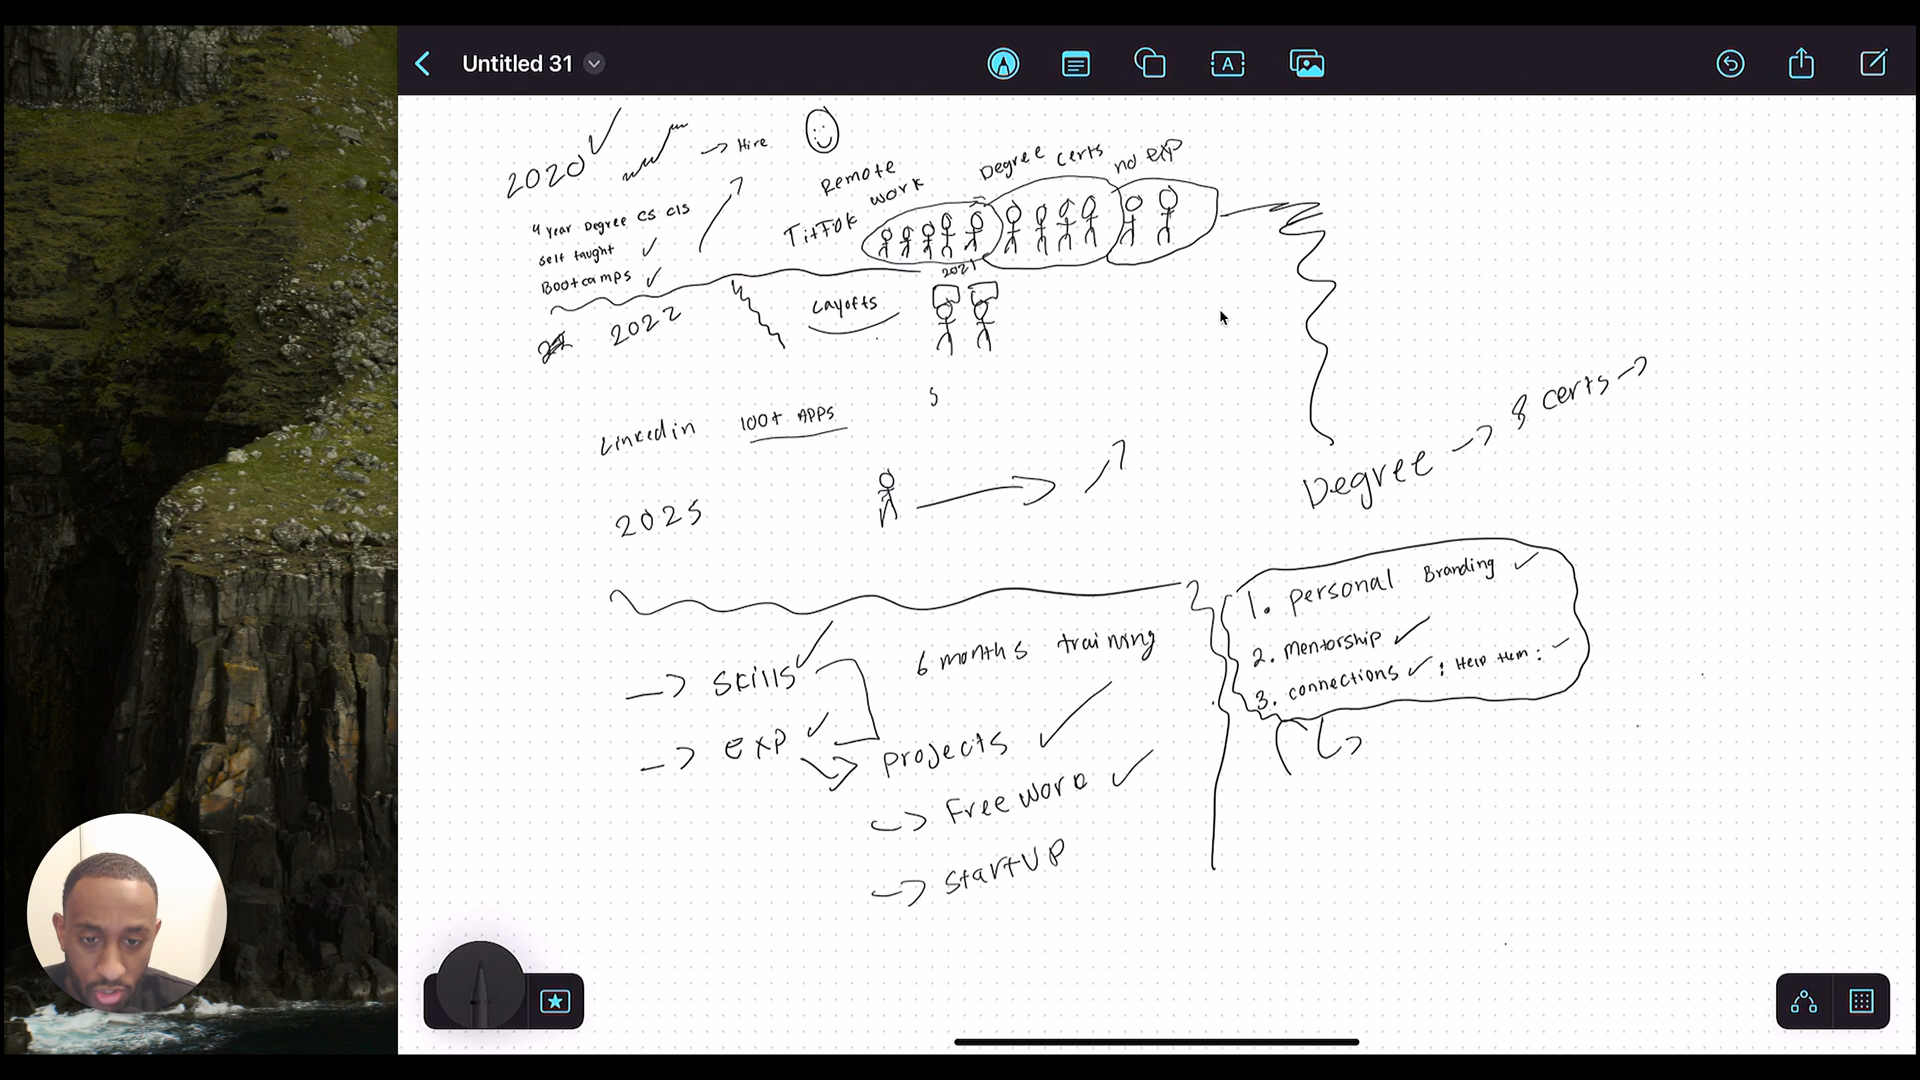 Untitled 31
2020
→ Hire
4 year Degree CS CIS
self taught
Bootcamps
Remote
work
TitTok
Degree certs
no exp
2021
2022
Layoffs
Linkedin 100+ APPS
s
2025
Degree → 8 certs →
→ skills
6 months training
→ exp
projects
→ Free work
→ startup
1. personal Branding
2. mentorship
3. connections : Help them :